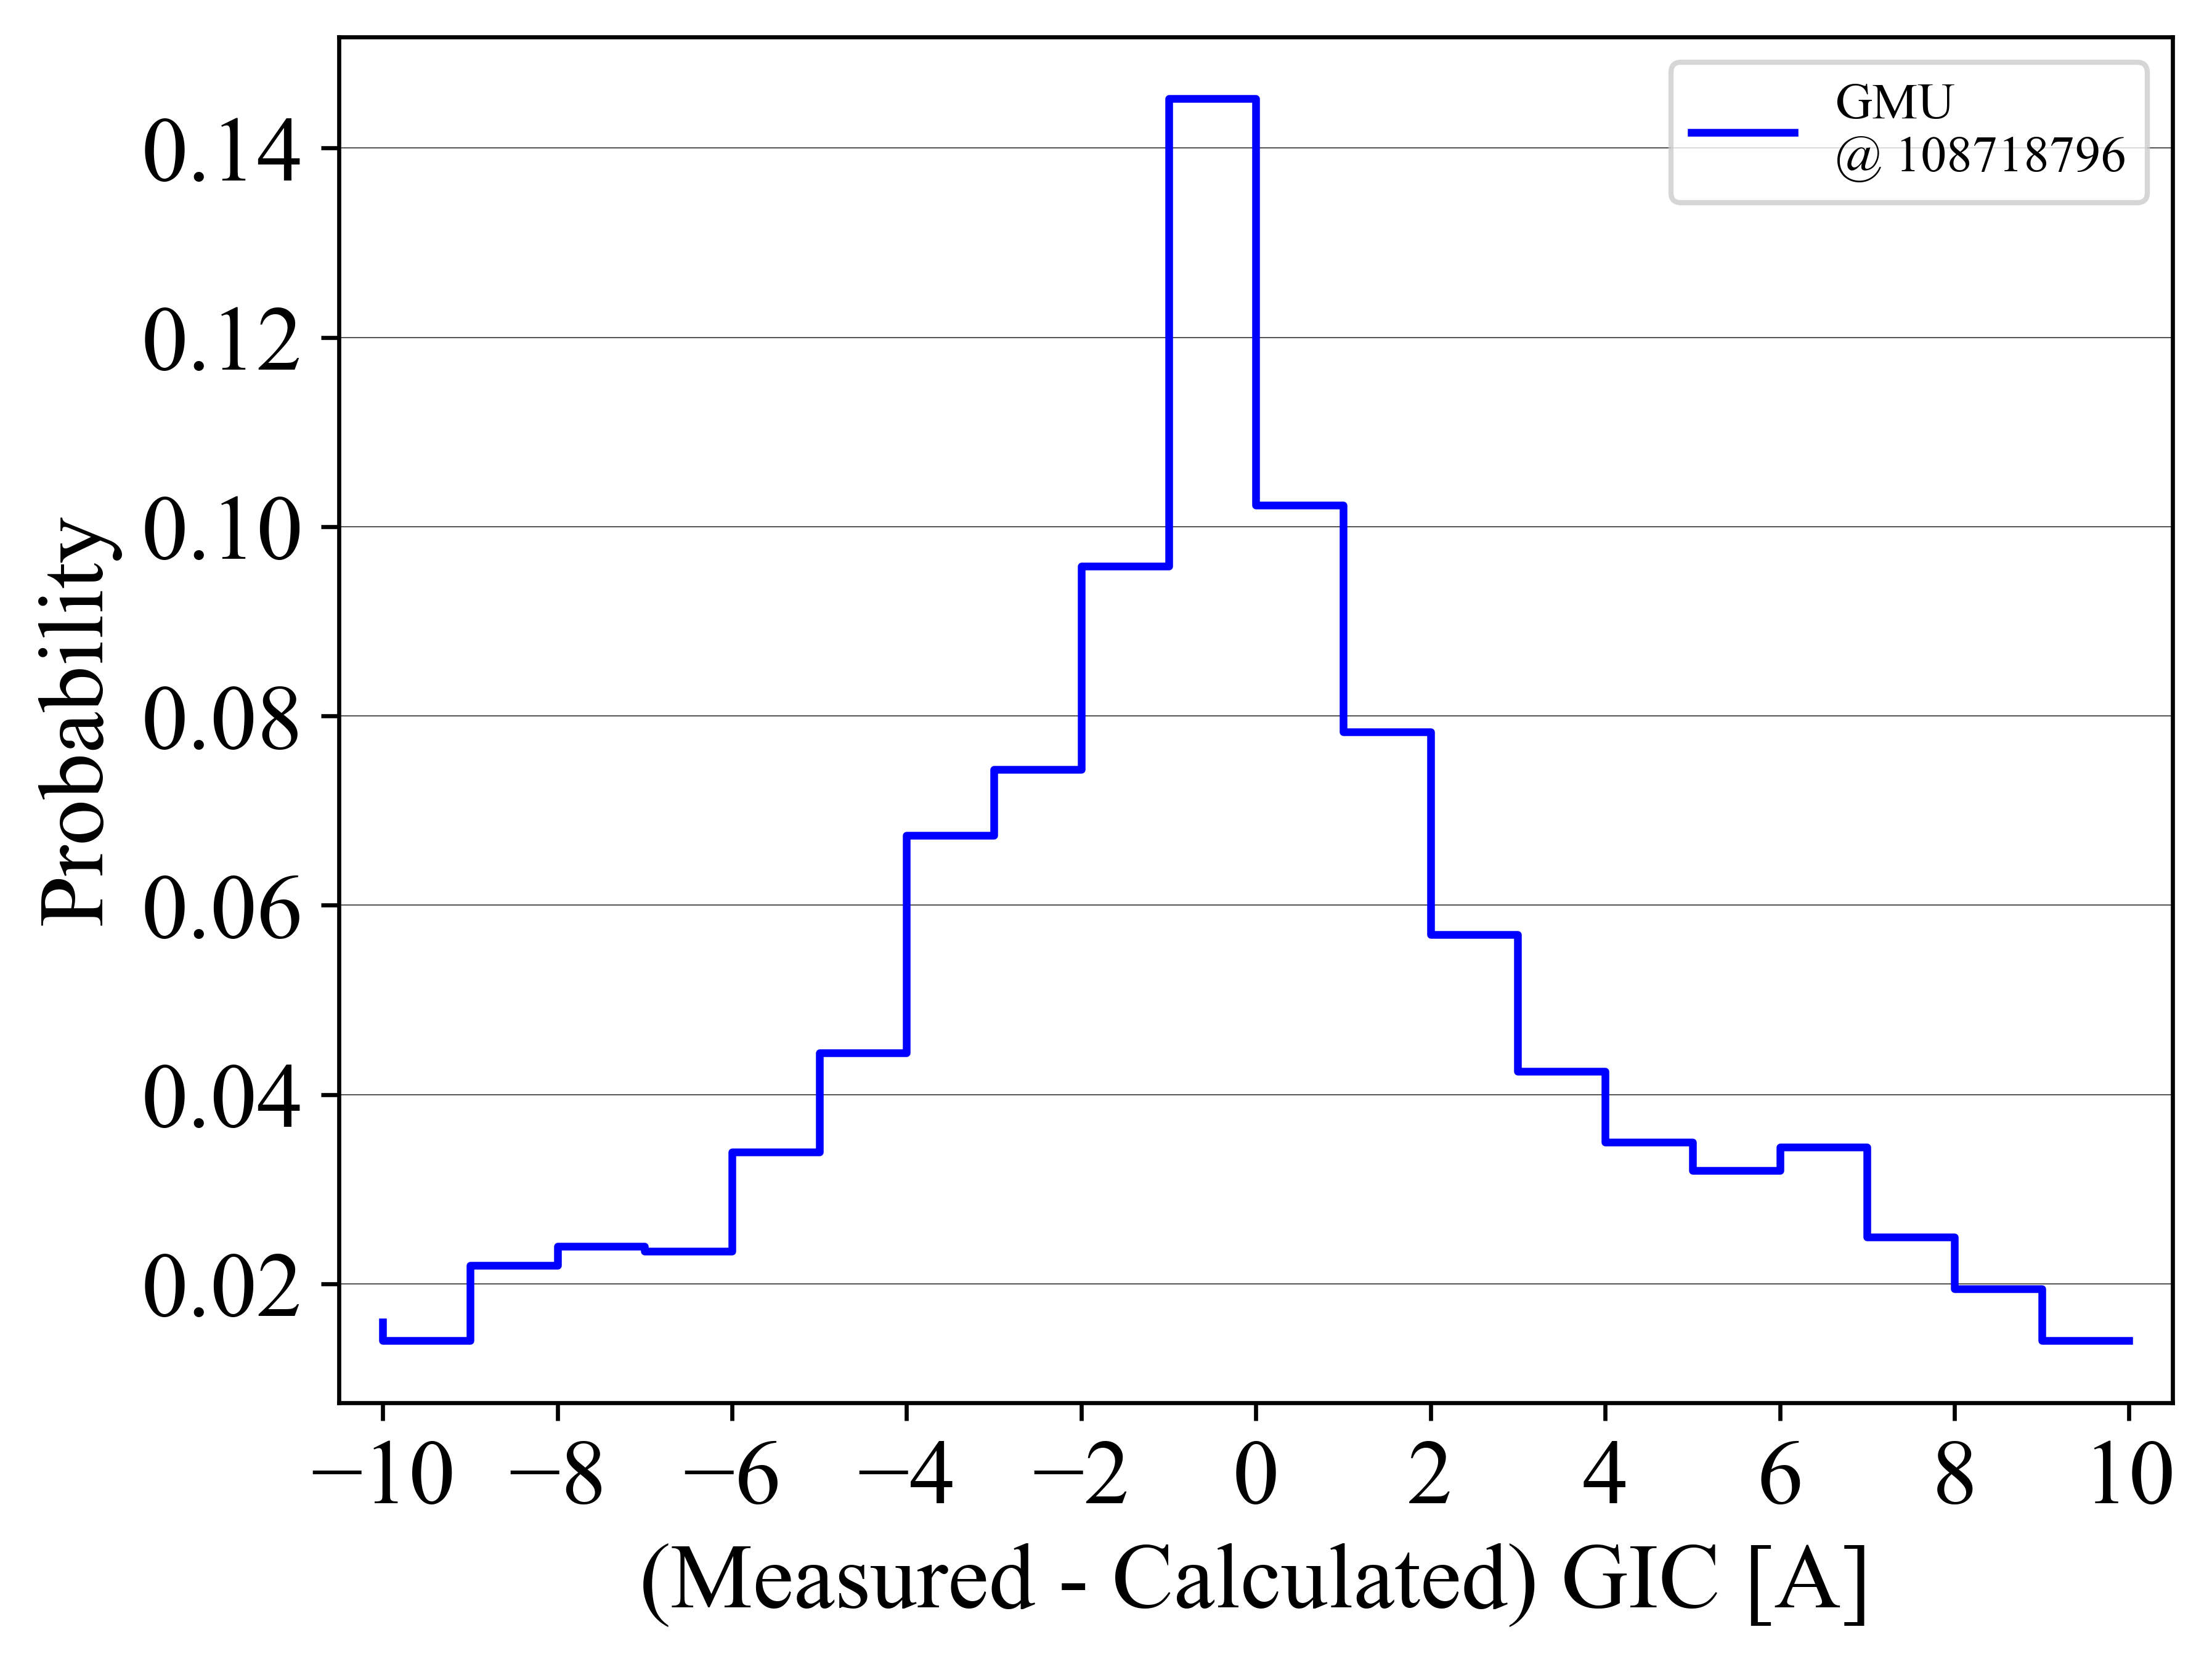 GMU
@ 108718796
0.14
0.12
0.10
0.08
0.06
0.04
0.02
Probability
−10 −8 −6 −4 −2 0 2 4 6 8 10
(Measured - Calculated) GIC [A]